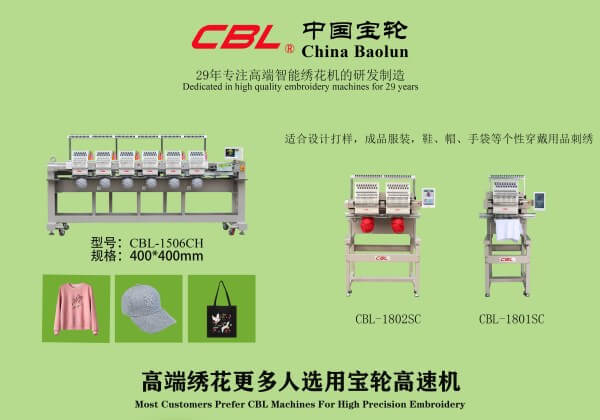 CBL® 中国宝轮
China Baolun
29年专注高端智能绣花机的研发制造
Dedicated in high quality embroidery machines for 29 years
适合设计打样，成品服装，鞋、帽、手袋等个性穿戴用品刺绣
型号：CBL-1506CH
规格：400*400mm
CBL
CBL
CBL-1802SC
CBL-1801SC
高端绣花更多人选用宝轮高速机
Most Customers Prefer CBL Machines For High Precision Embroidery